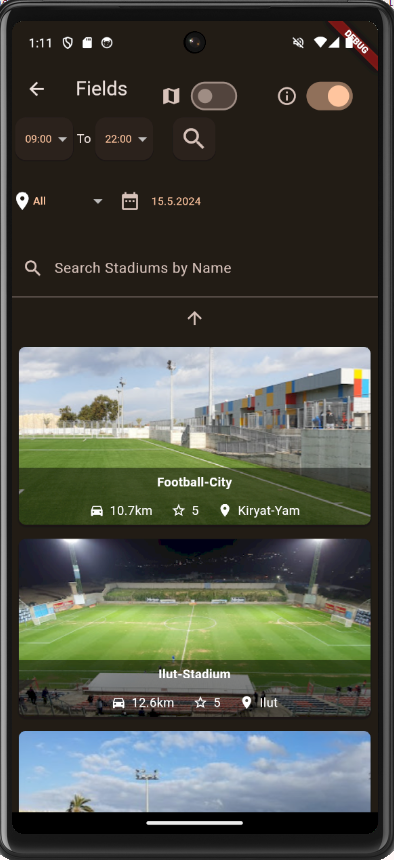 1:11
DEBUG
Fields
09:00 To 22:00
All 15.5.2024
Search Stadiums by Name
Football-City
10.7km 5 Kiryat-Yam
Ilut-Stadium
12.6km 5 Ilut